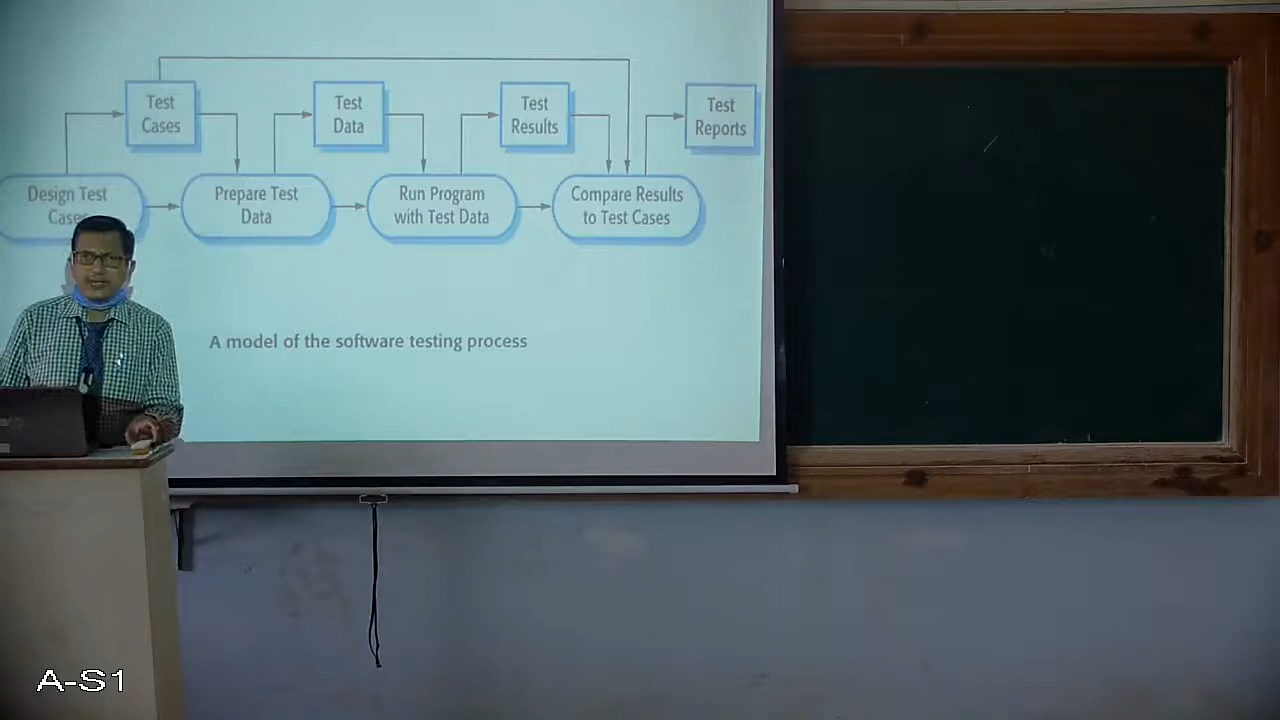 Test
Cases
Test
Data
Test
Results
Test
Reports
Design Test
Cases
Prepare Test
Data
Run Program
with Test Data
Compare Results
to Test Cases
A model of the software testing process
A-S1